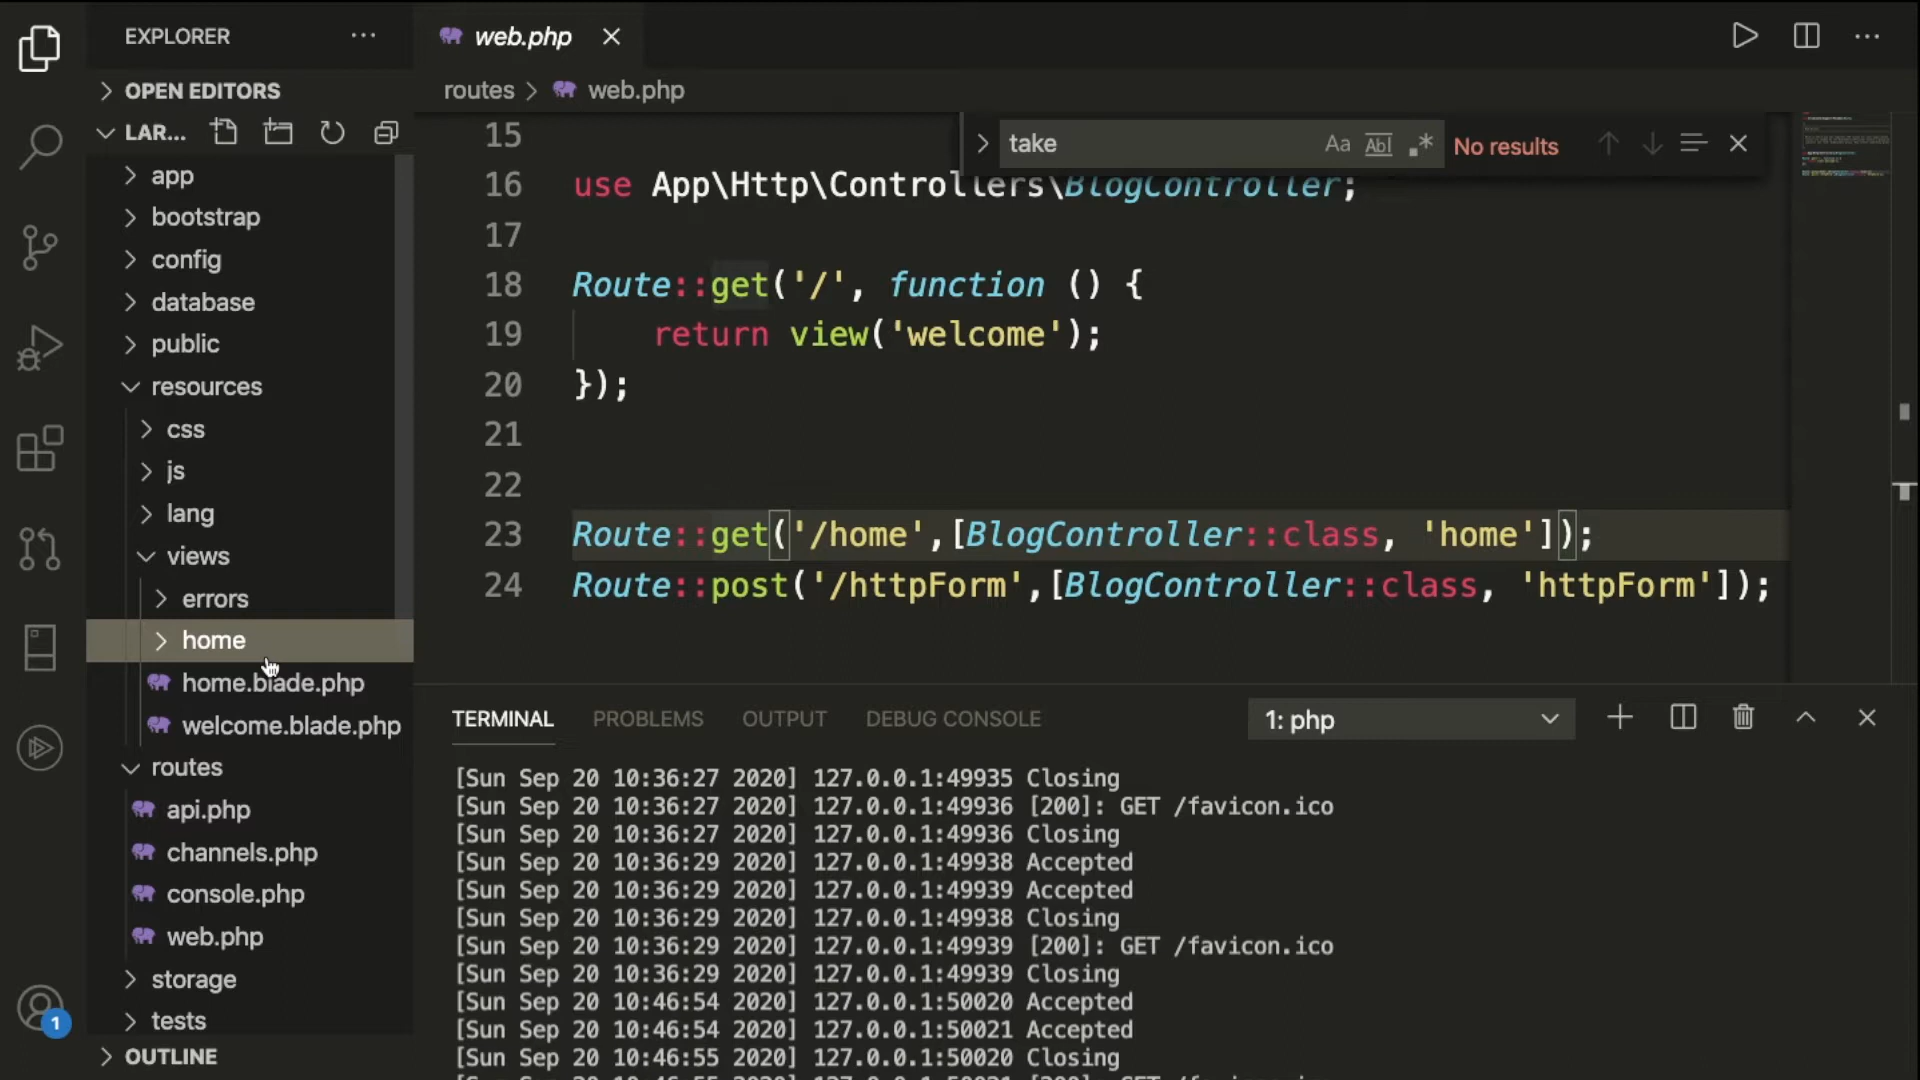 EXPLORER
OPEN EDITORS
LAR...
app
bootstrap
config
database
public
resources
css
js
lang
views
errors
home
home.blade.php
welcome.blade.php
routes
api.php
channels.php
console.php
web.php
storage
tests
OUTLINE
1
web.php
routes > web.php
take
Aa
Abl
.*
No results
15
16 use App\Http\Controllers\BlogController;
17
18 Route::get('/', function () {
19 return view('welcome');
20 });
21
22
23 Route::get('/home',[BlogController::class, 'home']);
24 Route::post('/httpForm',[BlogController::class, 'httpForm']);
TERMINAL PROBLEMS OUTPUT DEBUG CONSOLE
1: php
[Sun Sep 20 10:36:27 2020] 127.0.0.1:49935 Closing
[Sun Sep 20 10:36:27 2020] 127.0.0.1:49936 [200]: GET /favicon.ico
[Sun Sep 20 10:36:27 2020] 127.0.0.1:49936 Closing
[Sun Sep 20 10:36:29 2020] 127.0.0.1:49938 Accepted
[Sun Sep 20 10:36:29 2020] 127.0.0.1:49939 Accepted
[Sun Sep 20 10:36:29 2020] 127.0.0.1:49938 Closing
[Sun Sep 20 10:36:29 2020] 127.0.0.1:49939 [200]: GET /favicon.ico
[Sun Sep 20 10:36:29 2020] 127.0.0.1:49939 Closing
[Sun Sep 20 10:46:54 2020] 127.0.0.1:50020 Accepted
[Sun Sep 20 10:46:54 2020] 127.0.0.1:50021 Accepted
[Sun Sep 20 10:46:55 2020] 127.0.0.1:50020 Closing